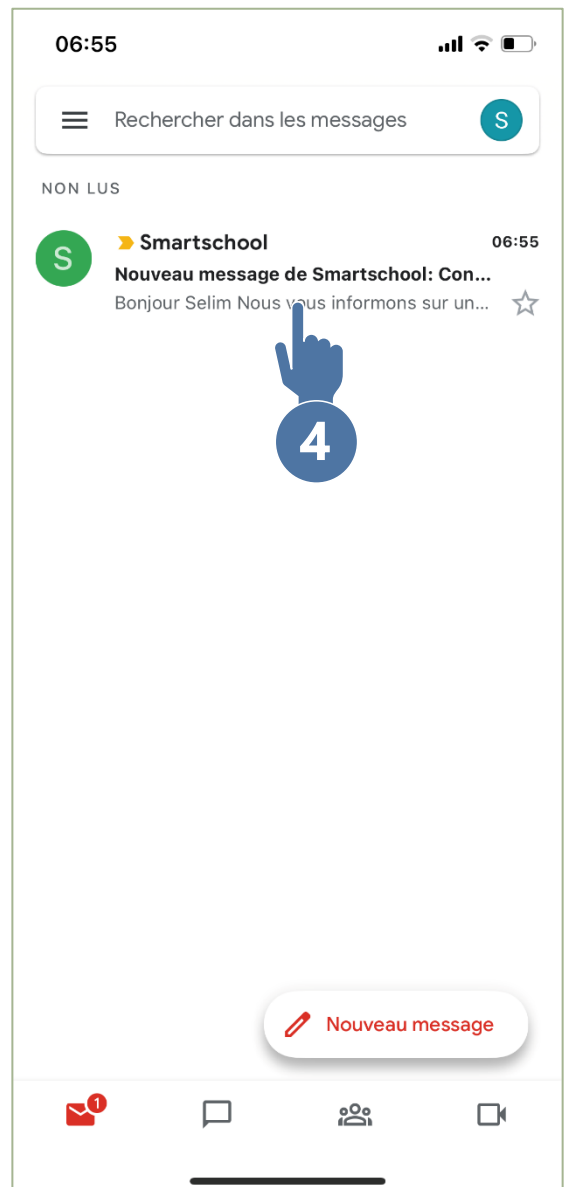 06:55
Rechercher dans les messages
S
NON LUS
S
Smartschool
06:55
Nouveau message de Smartschool: Con...
Bonjour Selim Nous vous informons sur un...
4
Nouveau message
1